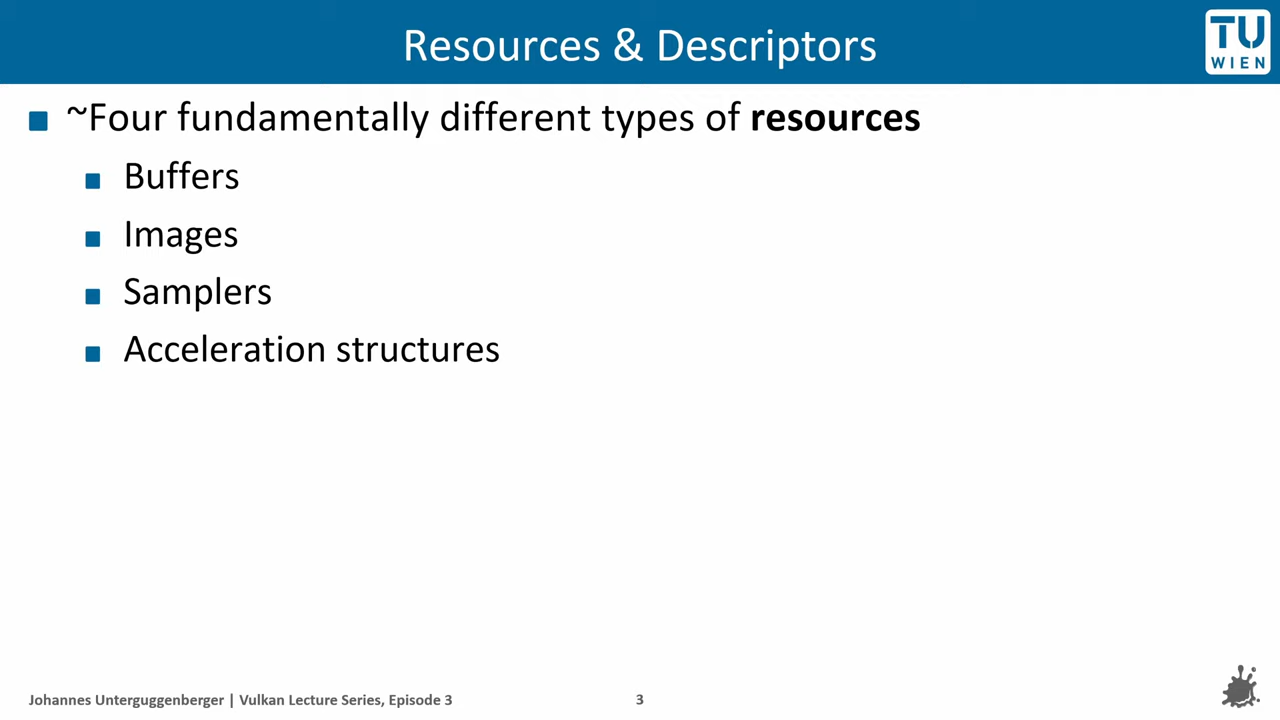 Resources & Descriptors
TU
WIEN
~Four fundamentally different types of resources
Buffers
Images
Samplers
Acceleration structures
Johannes Unterguggenberger | Vulkan Lecture Series, Episode 3
3